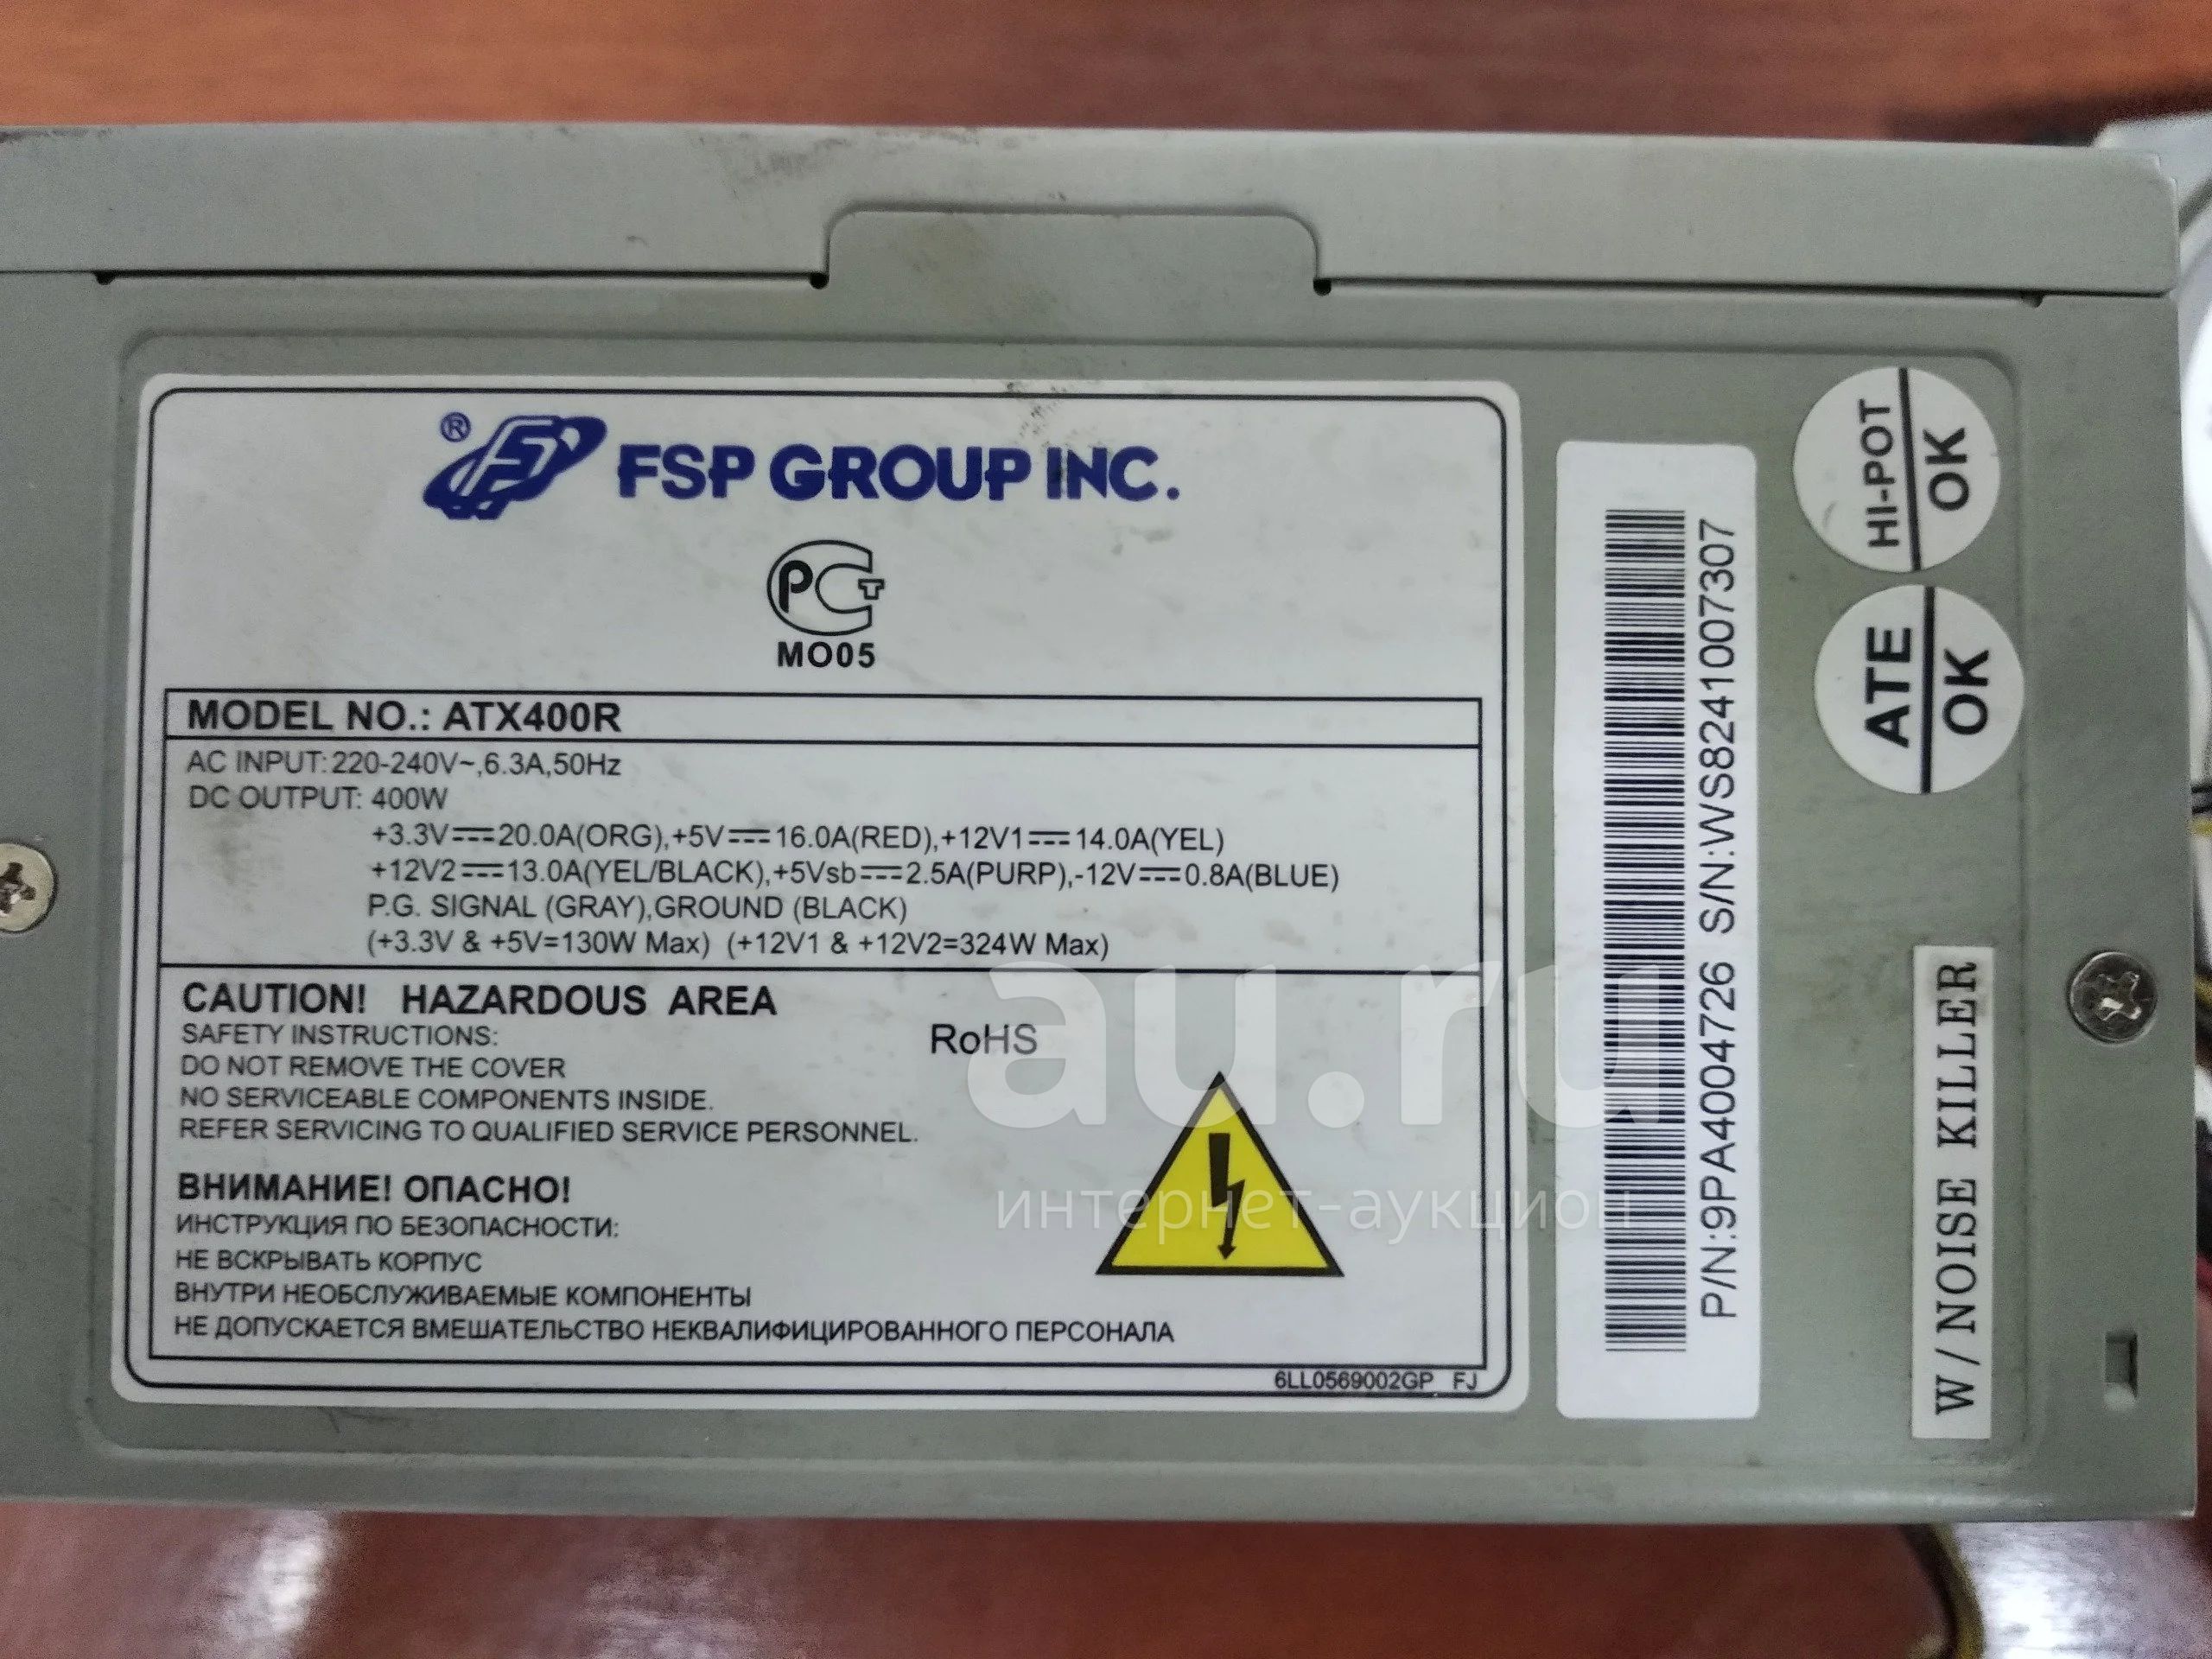 ® FSP GROUP INC.
РСТ
МО05
MODEL NO.: ATX400R
AC INPUT: 220-240V~,6.3A,50Hz
DC OUTPUT: 400W
+3.3V⎓20.0A(ORG),+5V⎓16.0A(RED),+12V1⎓14.0A(YEL)
+12V2⎓13.0A(YEL/BLACK),+5Vsb⎓2.5A(PURP),-12V⎓0.8A(BLUE)
P.G. SIGNAL (GRAY),GROUND (BLACK)
(+3.3V & +5V=130W Max) (+12V1 & +12V2=324W Max)
CAUTION! HAZARDOUS AREA
SAFETY INSTRUCTIONS:
DO NOT REMOVE THE COVER
NO SERVICEABLE COMPONENTS INSIDE.
REFER SERVICING TO QUALIFIED SERVICE PERSONNEL.
RoHS
ВНИМАНИЕ! ОПАСНО!
ИНСТРУКЦИЯ ПО БЕЗОПАСНОСТИ:
НЕ ВСКРЫВАТЬ КОРПУС
ВНУТРИ НЕОБСЛУЖИВАЕМЫЕ КОМПОНЕНТЫ
НЕ ДОПУСКАЕТСЯ ВМЕШАТЕЛЬСТВО НЕКВАЛИФИЦИРОВАННОГО ПЕРСОНАЛА
6LL0569002GP FJ
P/N:9PA4004726 S/N:WS8241007307
HI-POT
OK
ATE
OK
W/NOISE KILLER
au.ru
интернет-аукцион